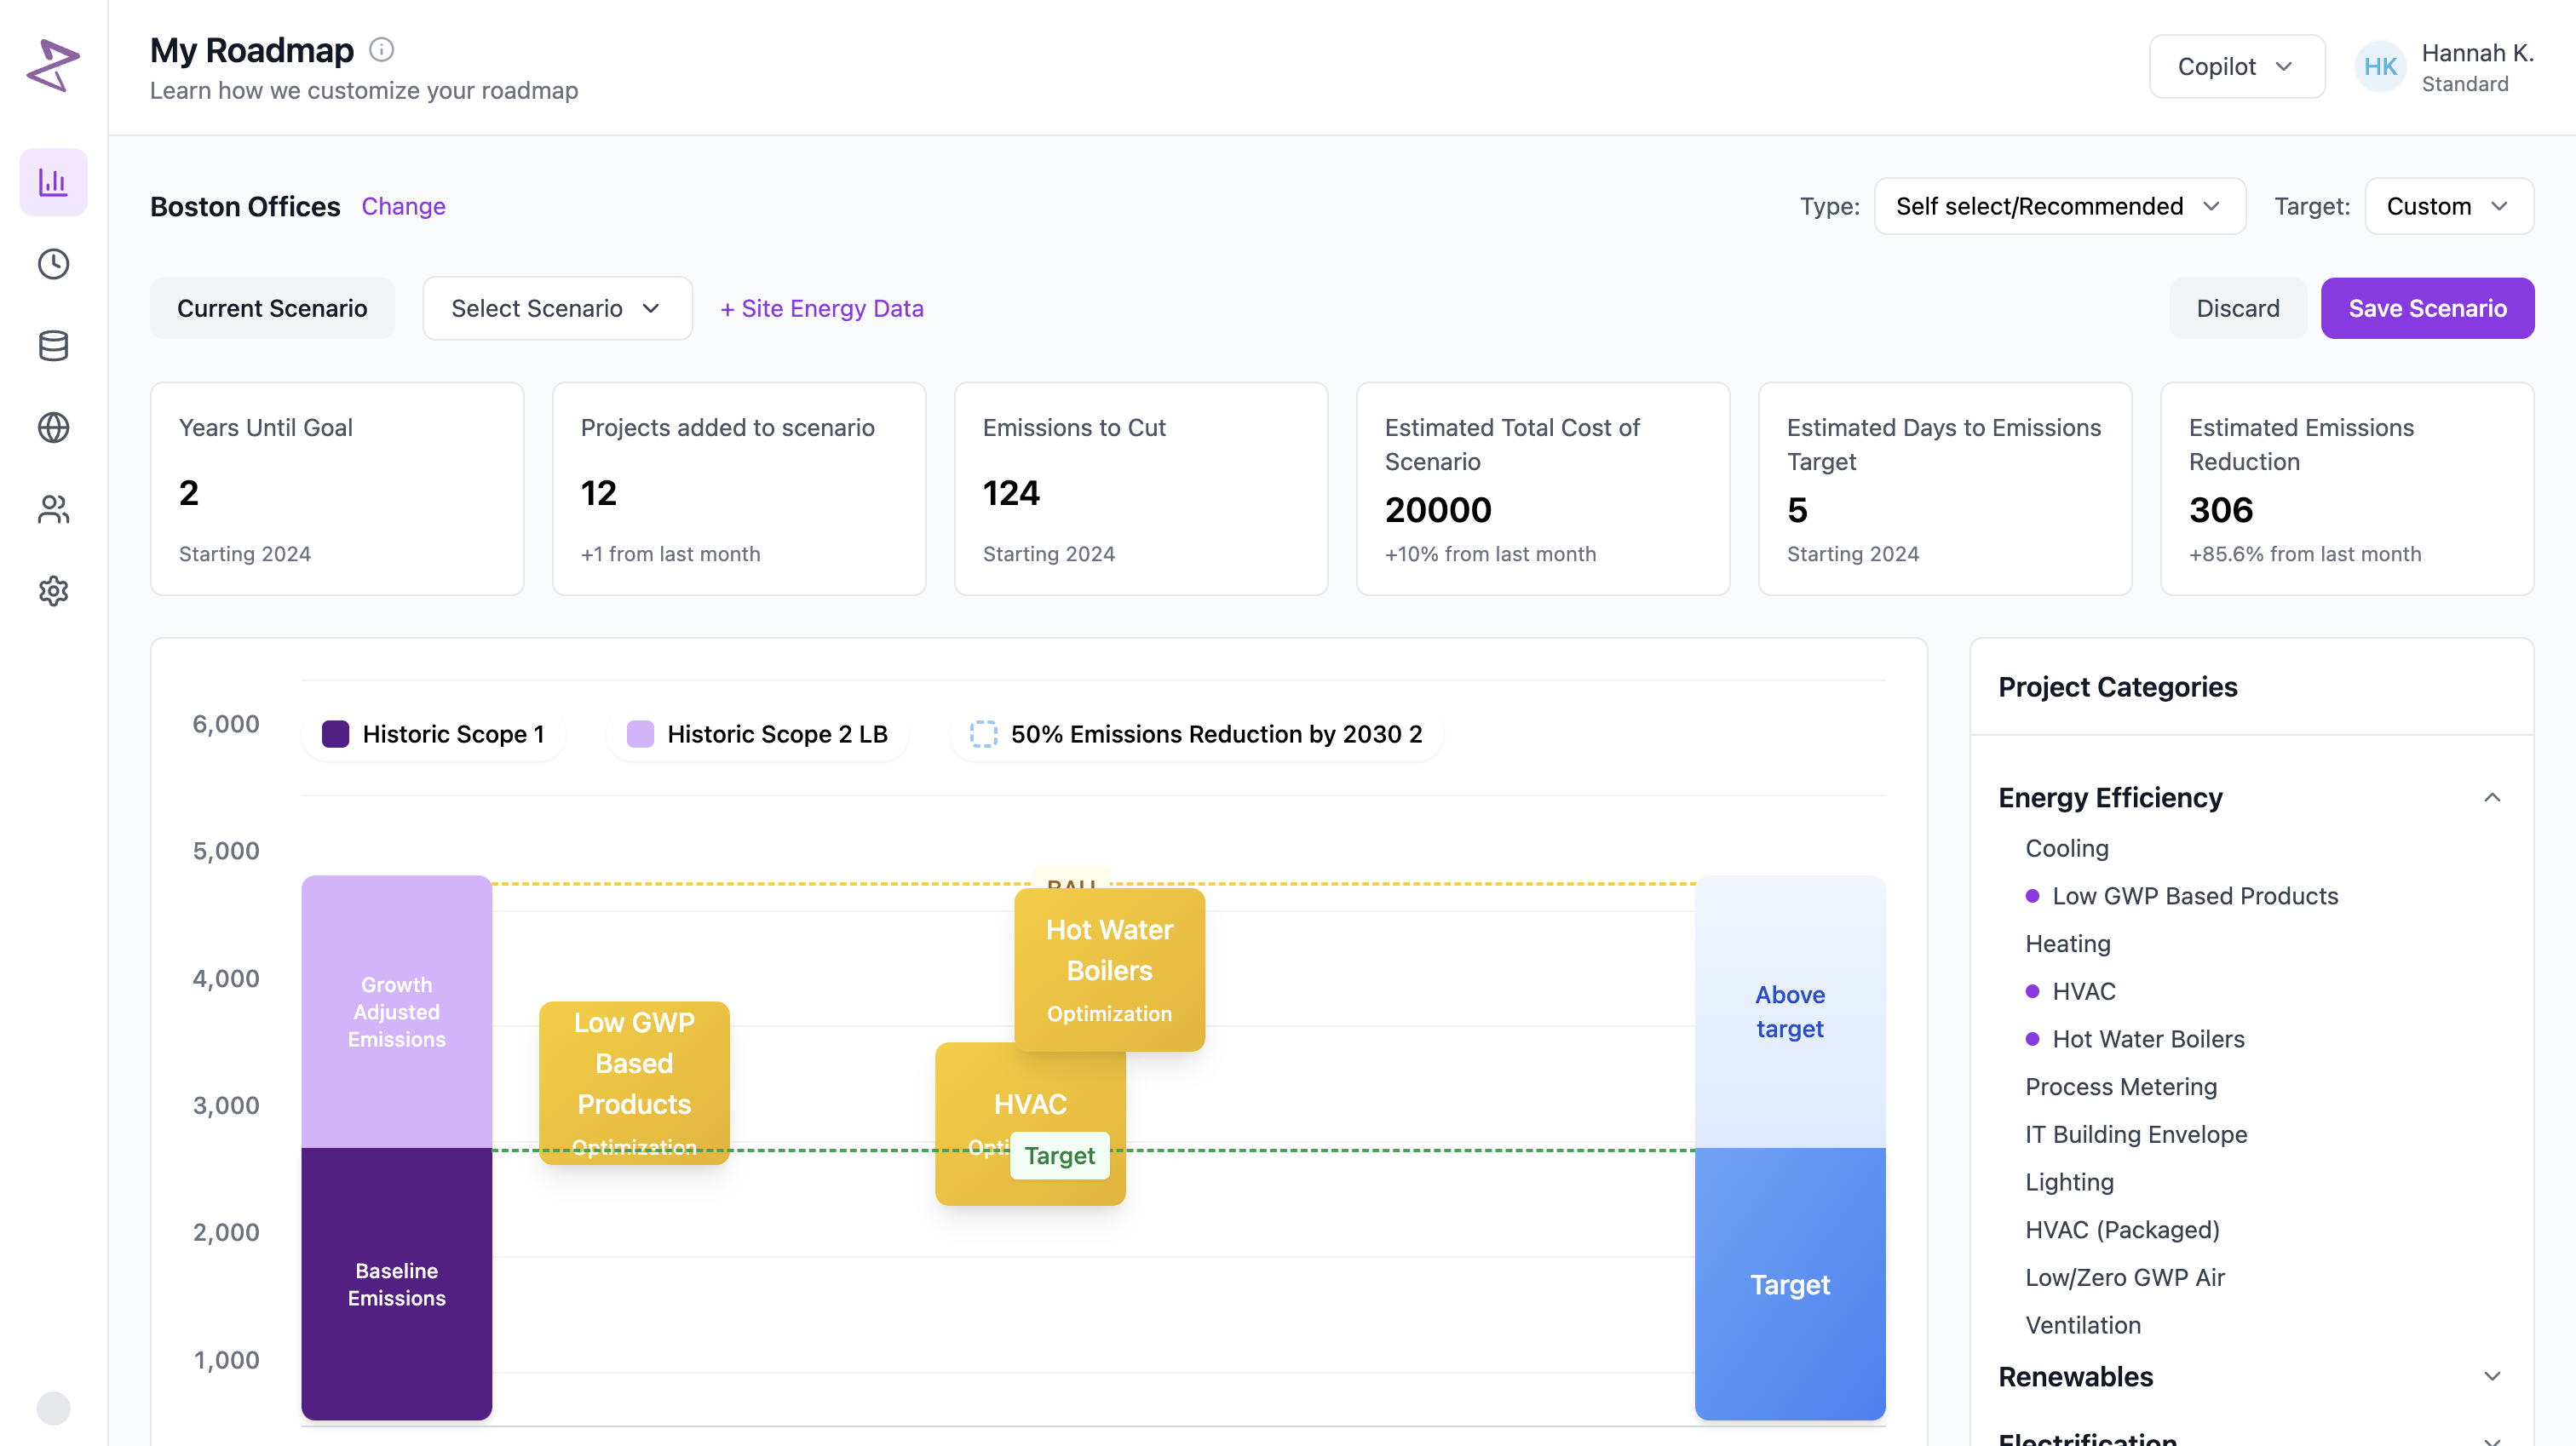 My Roadmap
Learn how we customize your roadmap
Copilot
HK
Hannah K.
Standard
Boston Offices
Change
Type:
Self select/Recommended
Target:
Custom
Current Scenario
Select Scenario
+ Site Energy Data
Discard
Save Scenario
Years Until Goal
2
Starting 2024
Projects added to scenario
12
+1 from last month
Emissions to Cut
124
Starting 2024
Estimated Total Cost of
Scenario
20000
+10% from last month
Estimated Days to Emissions
Target
5
Starting 2024
Estimated Emissions
Reduction
306
+85.6% from last month
6,000
5,000
4,000
3,000
2,000
1,000
Historic Scope 1
Historic Scope 2 LB
50% Emissions Reduction by 2030 2
BAU
Growth
Adjusted
Emissions
Baseline
Emissions
Low GWP
Based
Products
Optimization
Hot Water
Boilers
Optimization
HVAC
Opti
Target
Above
target
Target
Project Categories
Energy Efficiency
Cooling
Low GWP Based Products
Heating
HVAC
Hot Water Boilers
Process Metering
IT Building Envelope
Lighting
HVAC (Packaged)
Low/Zero GWP Air
Ventilation
Renewables
Electrification